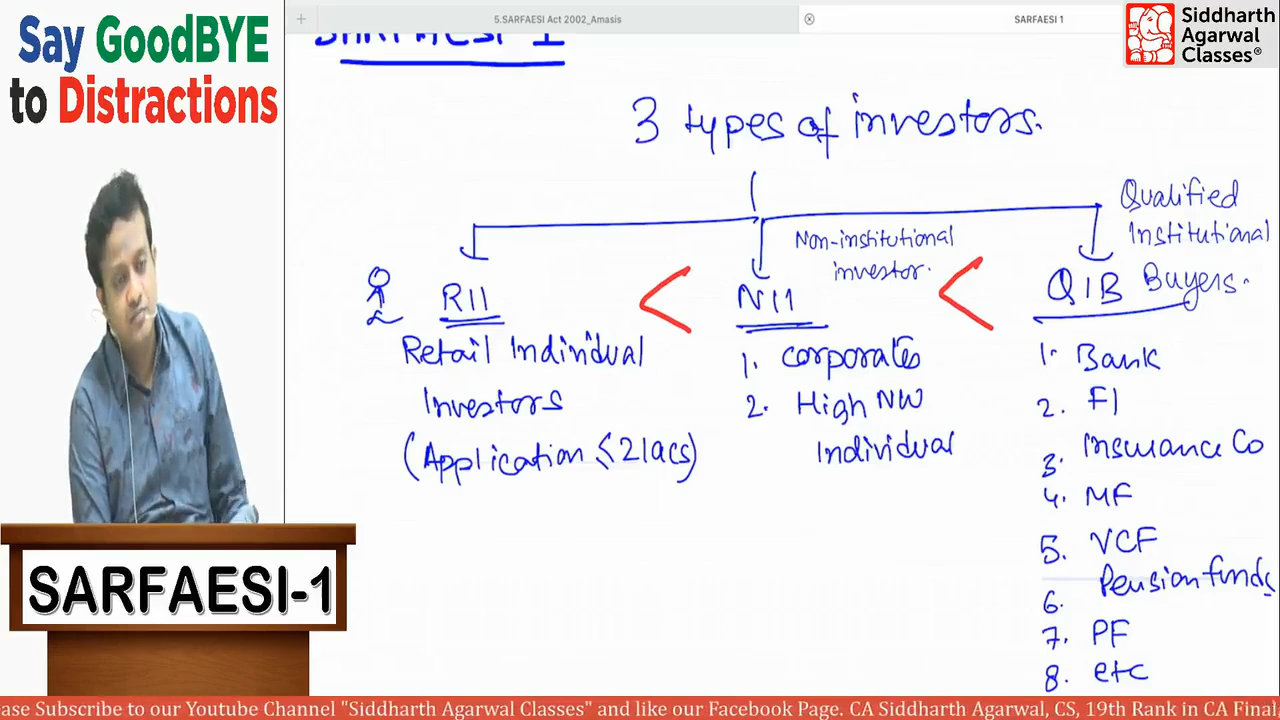 Say GoodBYE
to Distractions
5.SARFAESI Act 2002_Amasis
SARFAESI 1
Siddharth
Agarwal
Classes®
SARFAESI-1
3 types of investors.
Qualified
Institutional
Buyers.
Non-institutional
investor.
RII
NII
QIB
Retail Individual
Investors
(Application ≤ 2 lacs)
1. Corporates
2. High NW
Individual
1. Bank
2. FI
3. Insurance Co
4. MF
5. VCF
6. Pension funds
7. PF
8. etc
SARFAESI-1
ase Subscribe to our Youtube Channel "Siddharth Agarwal Classes" and like our Facebook Page. CA Siddharth Agarwal, CS, 19th Rank in CA Final